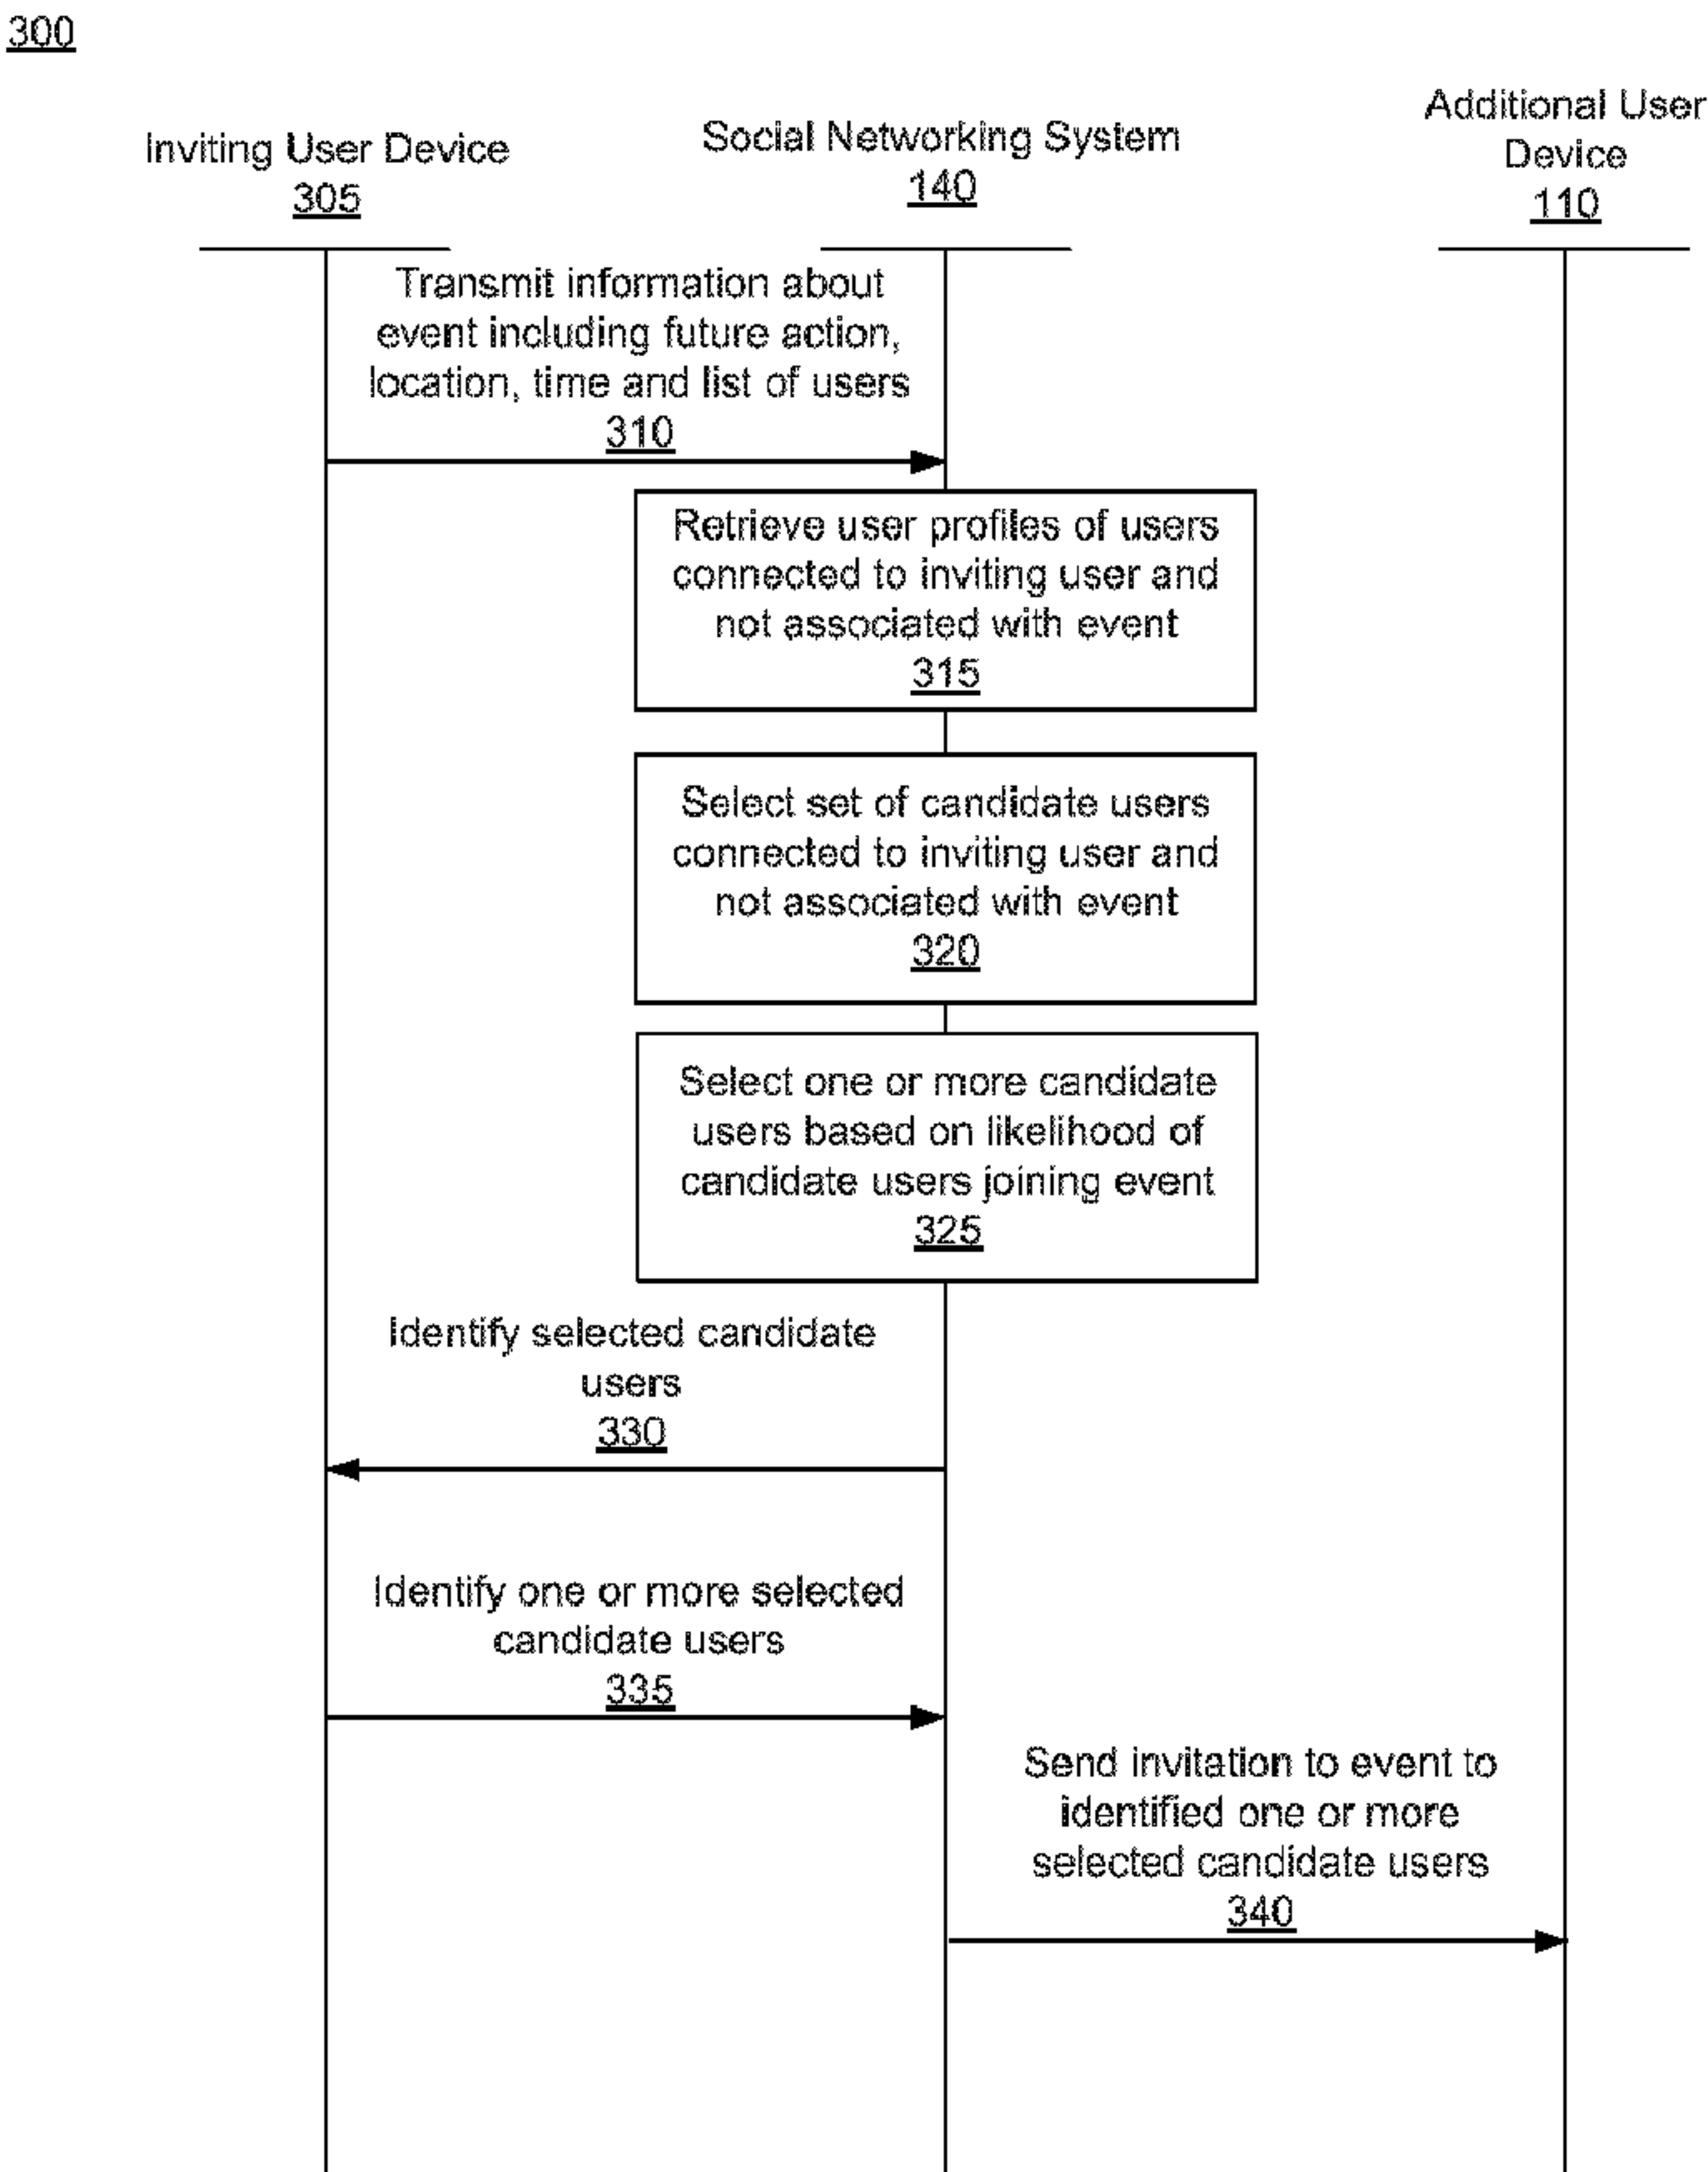 300
Inviting User Device
305
Social Networking System
140
Additional User
Device
110
Transmit information about
event including future action,
location, time and list of users
310
Retrieve user profiles of users
connected to inviting user and
not associated with event
315
Select set of candidate users
connected to inviting user and
not associated with event
320
Select one or more candidate
users based on likelihood of
candidate users joining event
325
Identify selected candidate
users
330
Identify one or more selected
candidate users
335
Send invitation to event to
identified one or more
selected candidate users
340